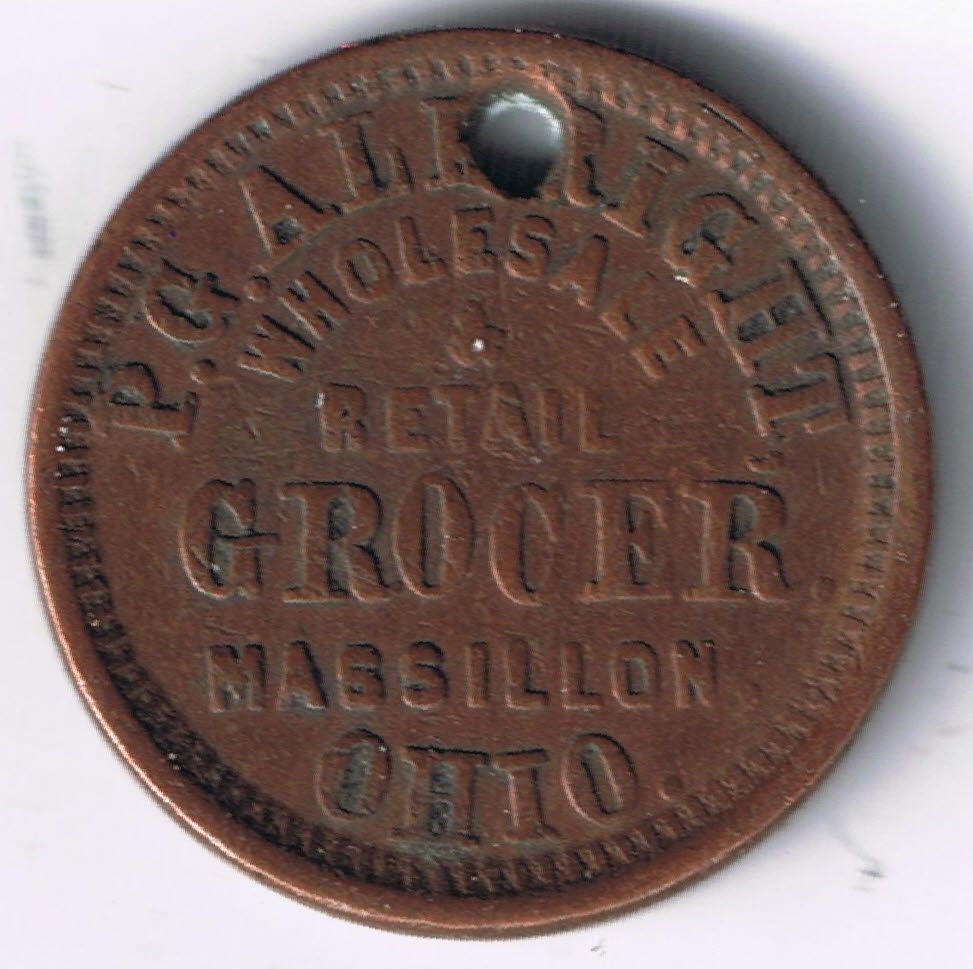 P.G. ALBRIGHT
WHOLESALE
&
RETAIL
GROCER
MASSILLON
OHIO.